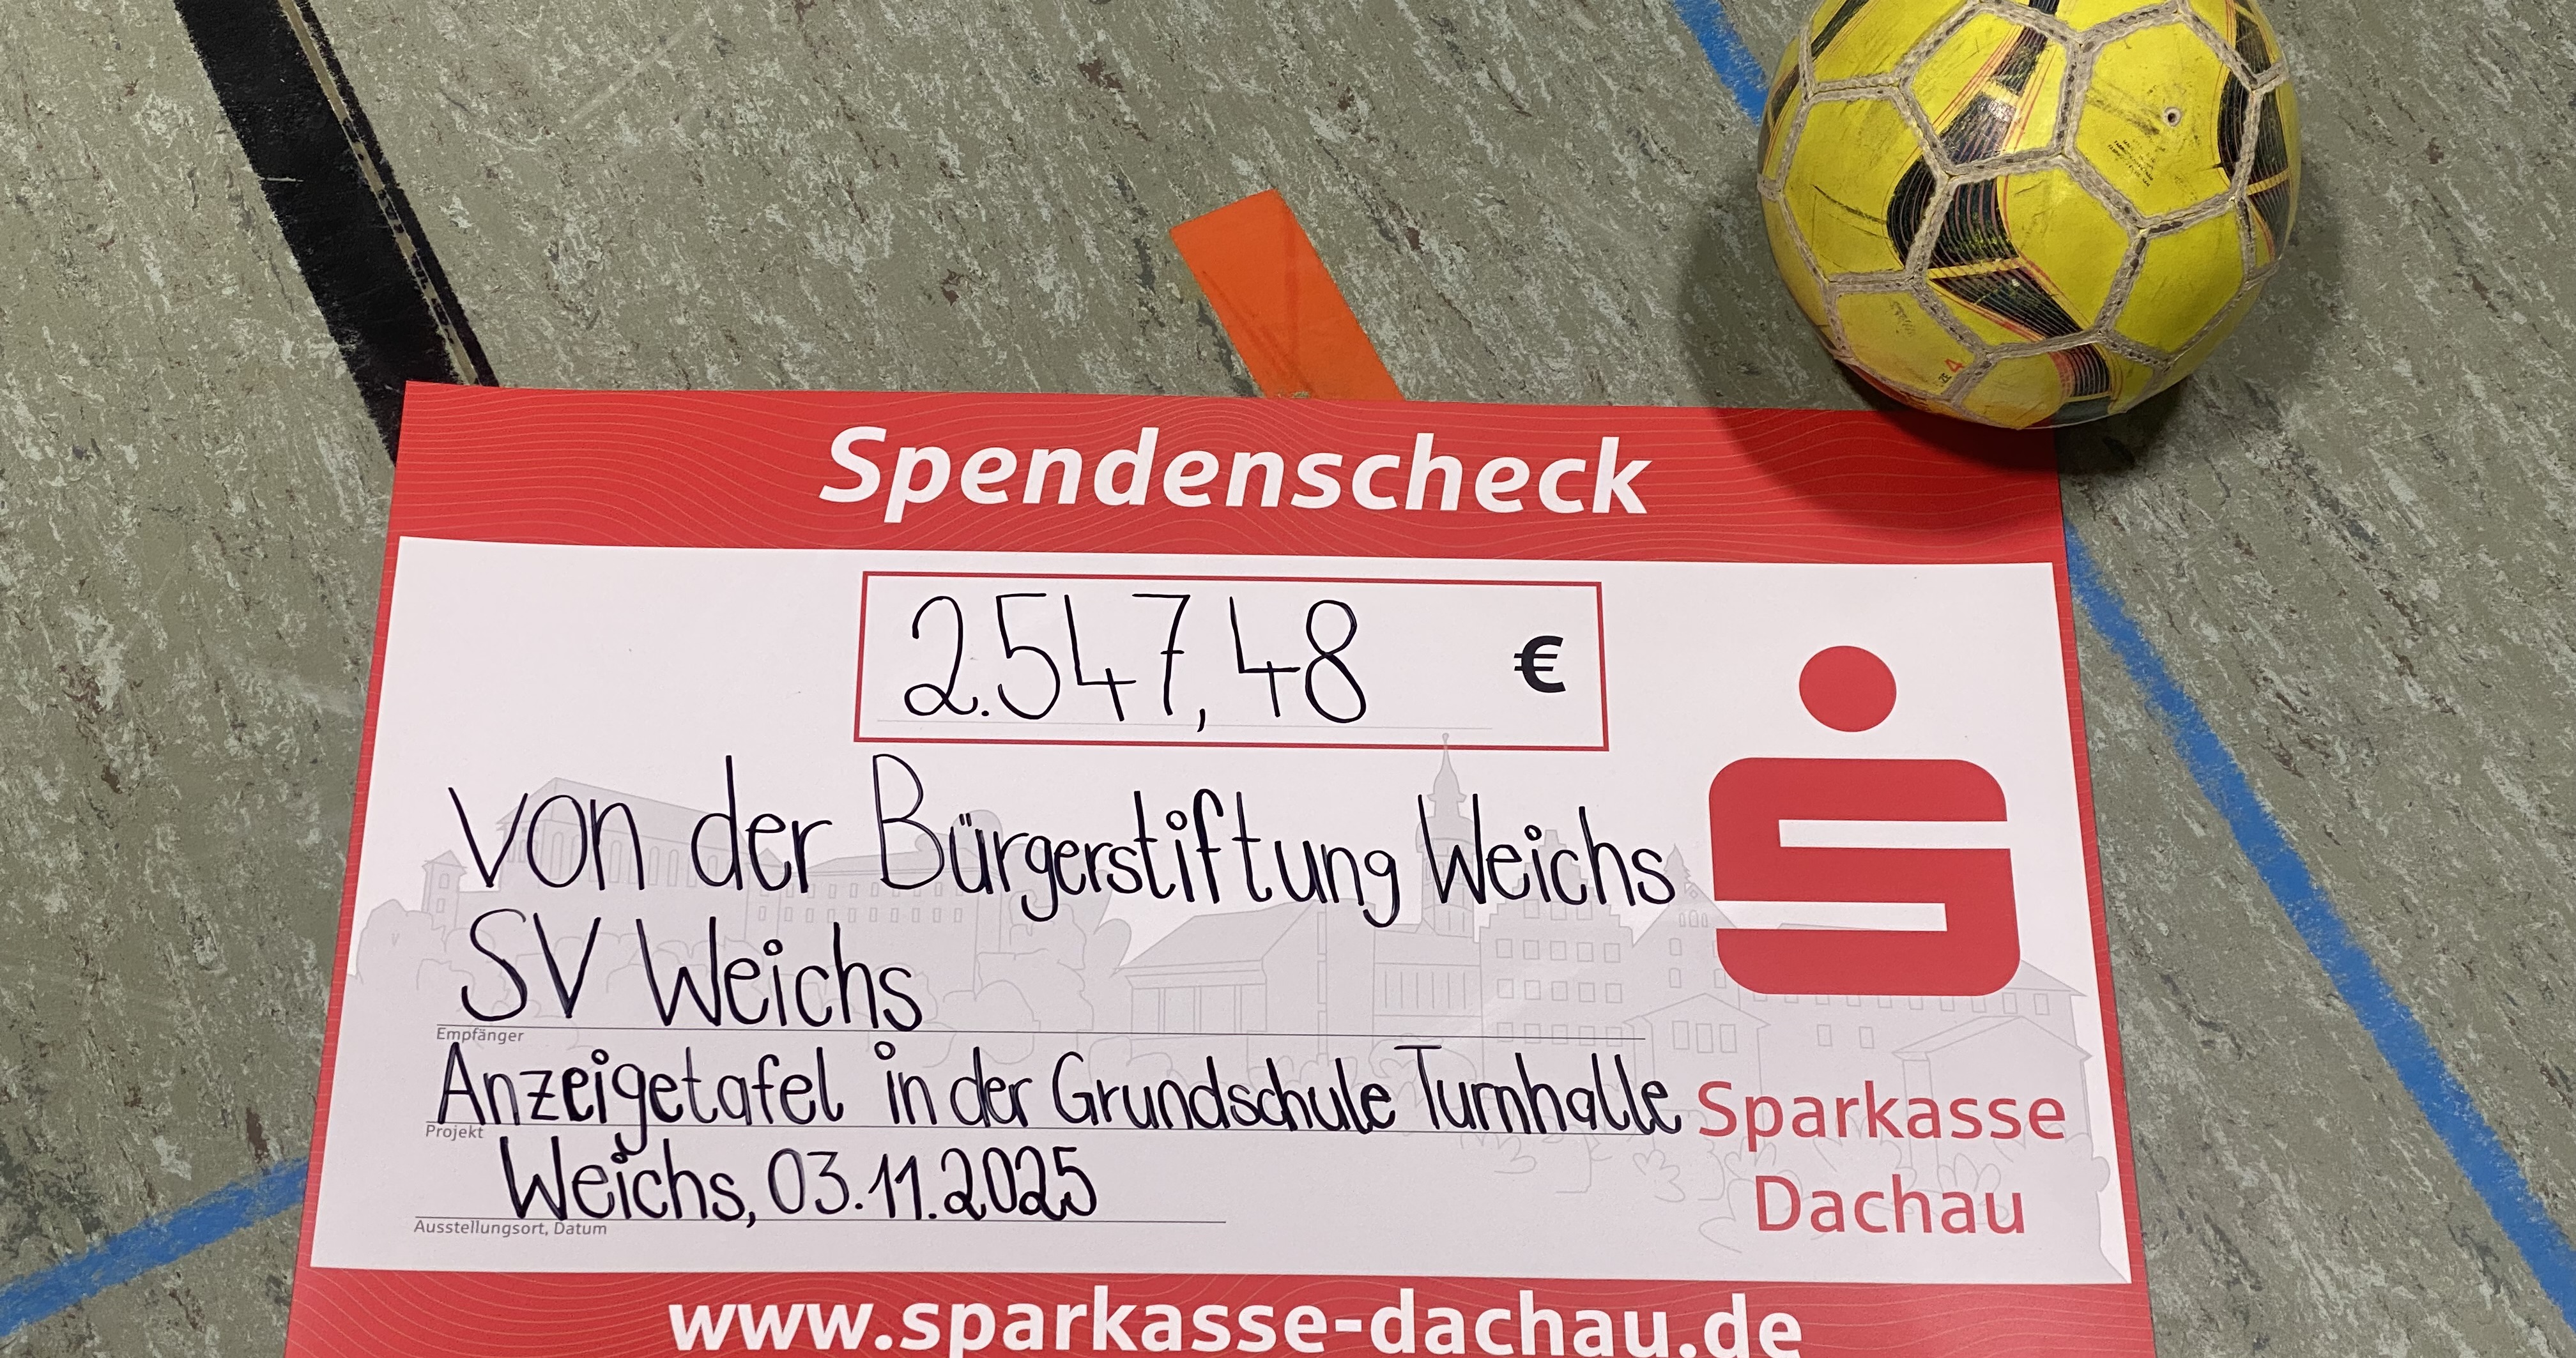 Spendenscheck
2.547,48 €
von der Bürgerstiftung Weichs
SV Weichs
Empfänger
Anzeigetafel in der Grundschule Turnhalle
Projekt
Weichs, 03.11.2025
Ausstellungsort, Datum
Sparkasse
Dachau
www.sparkasse-dachau.de